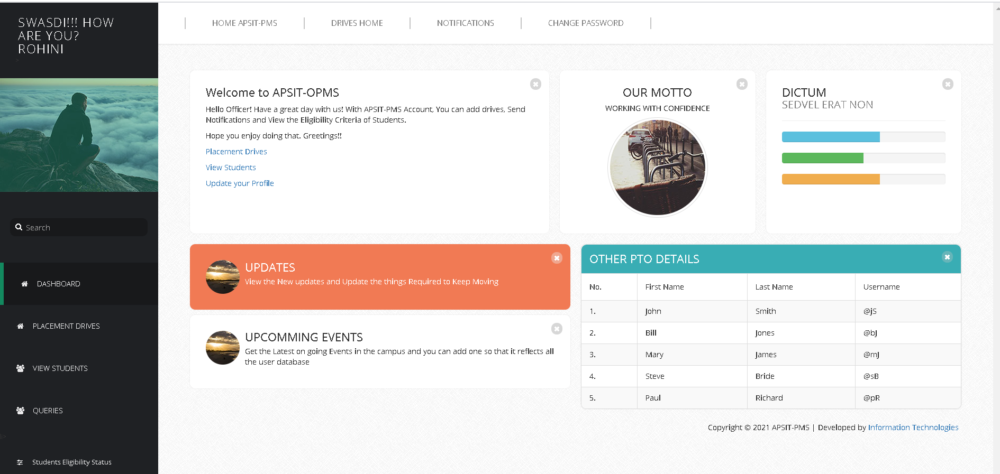 SWASDI!!! HOW
ARE YOU?
ROHINI
>
Search
DASHBOARD
PLACEMENT DRIVES
VIEW STUDENTS
QUERIES
li>
Students Eligibility Status
HOME APSIT-PMS
DRIVES HOME
NOTIFICATIONS
CHANGE PASSWORD
Welcome to APSIT-OPMS
Hello Officer! Have a great day with us! With APSIT-PMS Account, You can add drives, Send
Notifications and View the Eligibility Criteria of Students.
Hope you enjoy doing that. Greetings!!
Placement Drives
View Students
Update your Profile
OUR MOTTO
WORKING WITH CONFIDENCE
DICTUM
SEDVEL ERAT NON
UPDATES
View the New updates and Update the things Required to Keep Moving
UPCOMMING EVENTS
Get the Latest on going Events in the campus and you can add one so that it reflects all
the user database
OTHER PTO DETAILS
No. First Name Last Name Username
1. John Smith @jS
2. Bill Jones @bJ
3. Mary James @mJ
4. Steve Bride @sB
5. Paul Richard @pR
Copyright © 2021 APSIT-PMS | Developed by Information Technologies